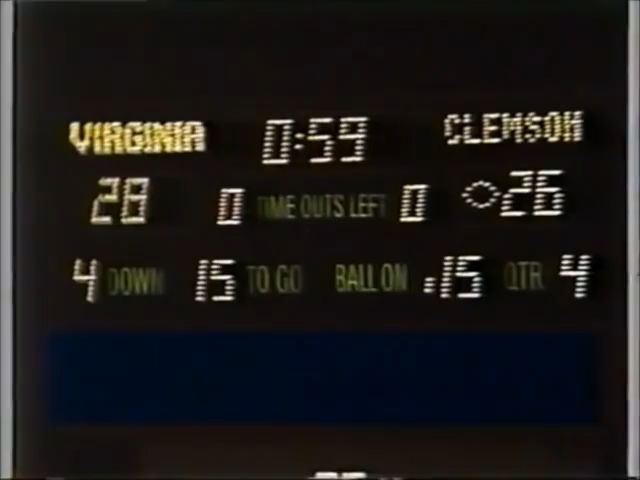 VIRGINIA 0:59 CLEMSON
28 0 TIME OUTS LEFT 0 26
4 DOWN 15 TO GO BALL ON 15 QTR 4